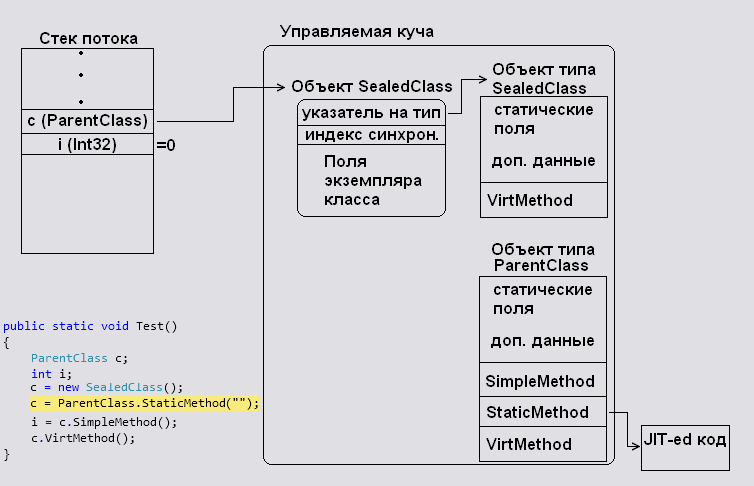 Управляемая куча
Стек потока
c (ParentClass)
i (Int32)
=0
Объект SealedClass
указатель на тип
индекс синхрон.
Поля
экземпляра
класса
Объект типа
SealedClass
статические
поля
доп. данные
VirtMethod
Объект типа
ParentClass
статические
поля
доп. данные
SimpleMethod
StaticMethod
VirtMethod
JIT-ed код
public static void Test()
{
ParentClass c;
int i;
c = new SealedClass();
c = ParentClass.StaticMethod("");
i = c.SimpleMethod();
c.VirtMethod();
}